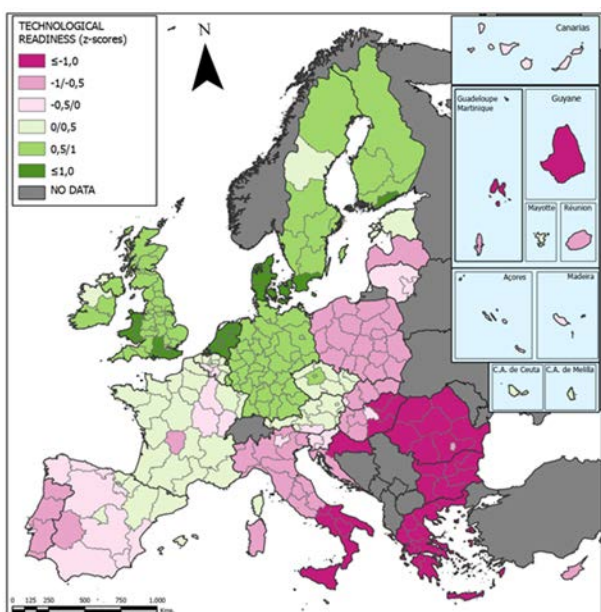 TECHNOLOGICAL
READINESS (z-scores)
≤-1,0
-1/-0,5
-0,5/0
0/0,5
0,5/1
≤1,0
NO DATA
N
Canarias
Guadeloupe
Martinique
Guyane
Mayotte
Réunion
Açores
Madeira
C.A. de Ceuta
C.A. de Melilla
0 125 250 500 750 1.000
Kms